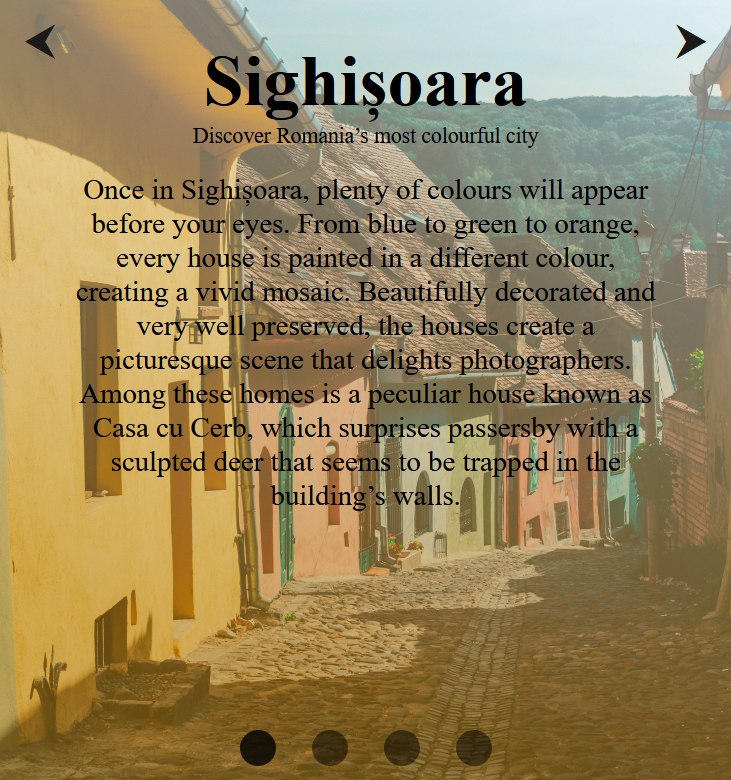 Sighișoara
Discover Romania’s most colourful city
Once in Sighișoara, plenty of colours will appear
before your eyes. From blue to green to orange,
every house is painted in a different colour,
creating a vivid mosaic. Beautifully decorated and
very well preserved, the houses create a
picturesque scene that delights photographers.
Among these homes is a peculiar house known as
Casa cu Cerb, which surprises passersby with a
sculpted deer that seems to be trapped in the
building’s walls.